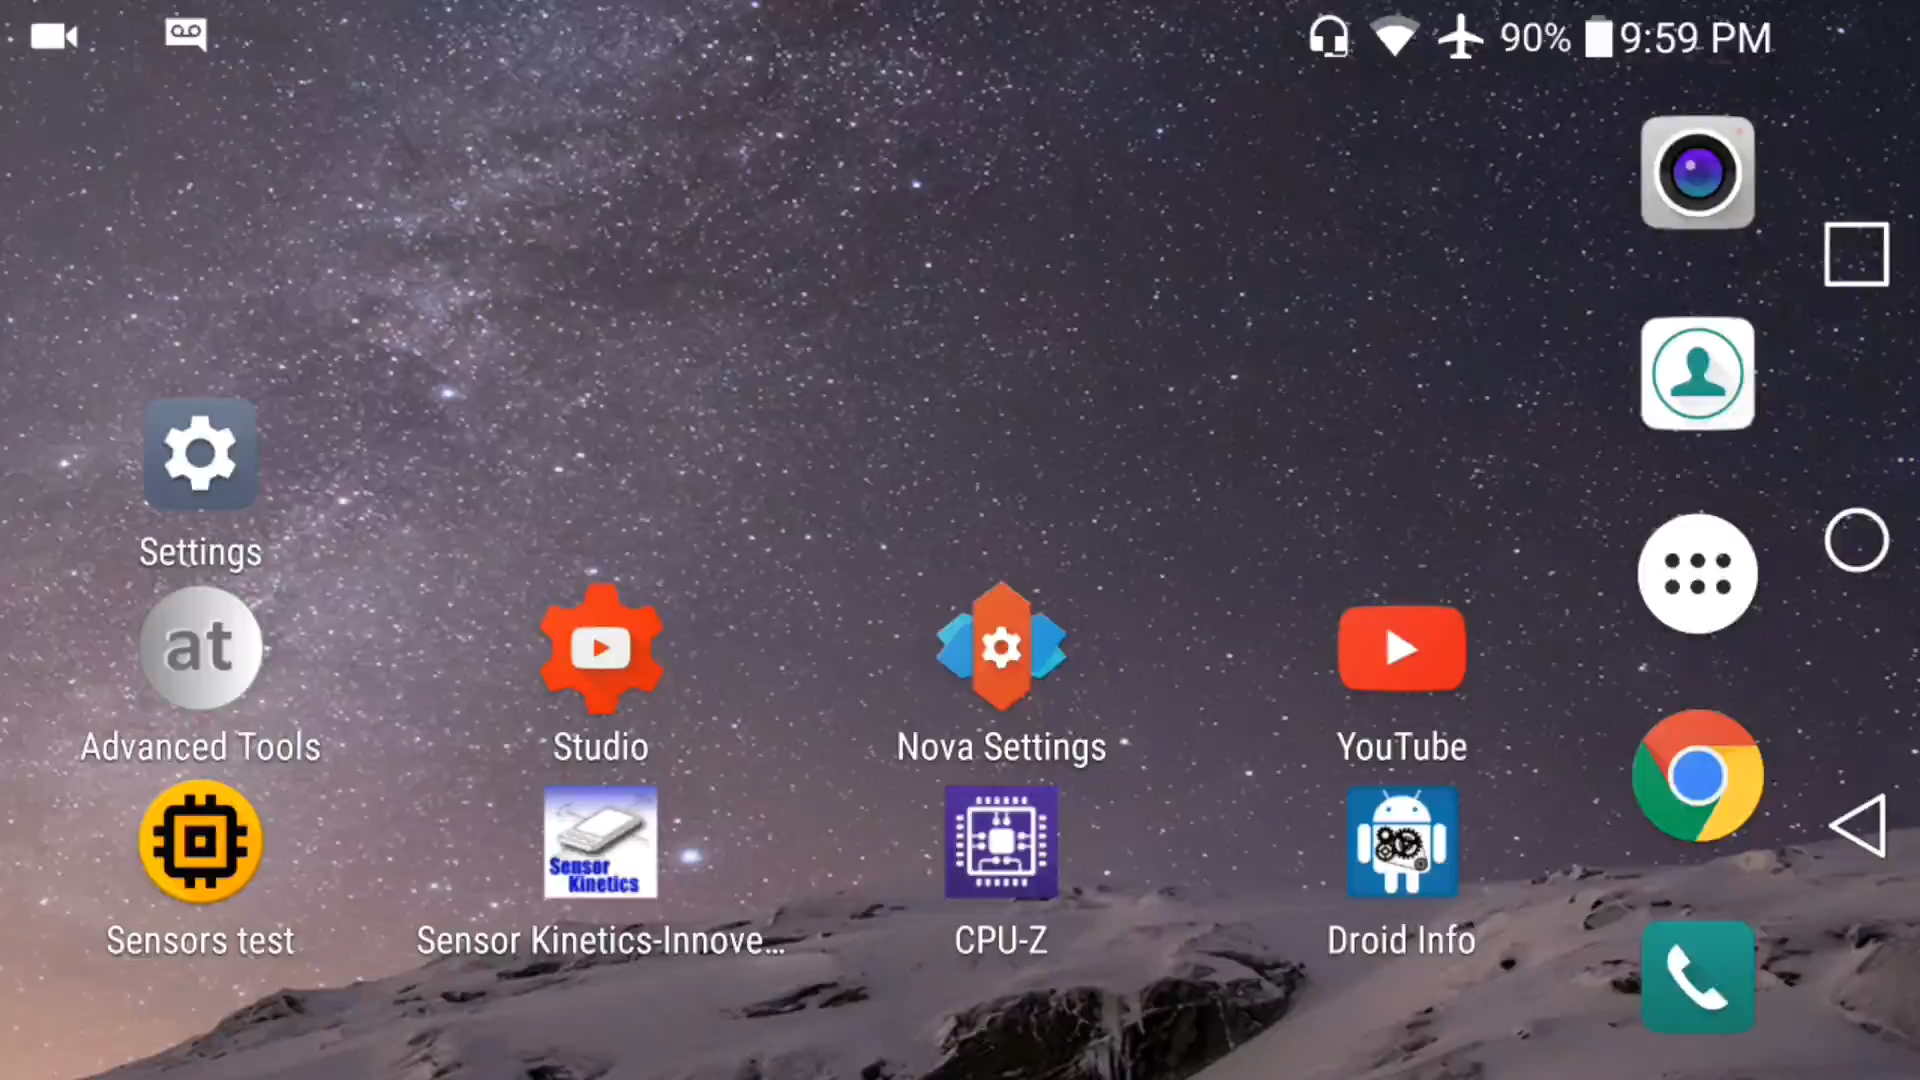 90% 9:59 PM
Settings
at
Advanced Tools
Studio
Nova Settings
YouTube
Sensor
Kinetics
Sensors test
Sensor Kinetics-Innove...
CPU-Z
Droid Info